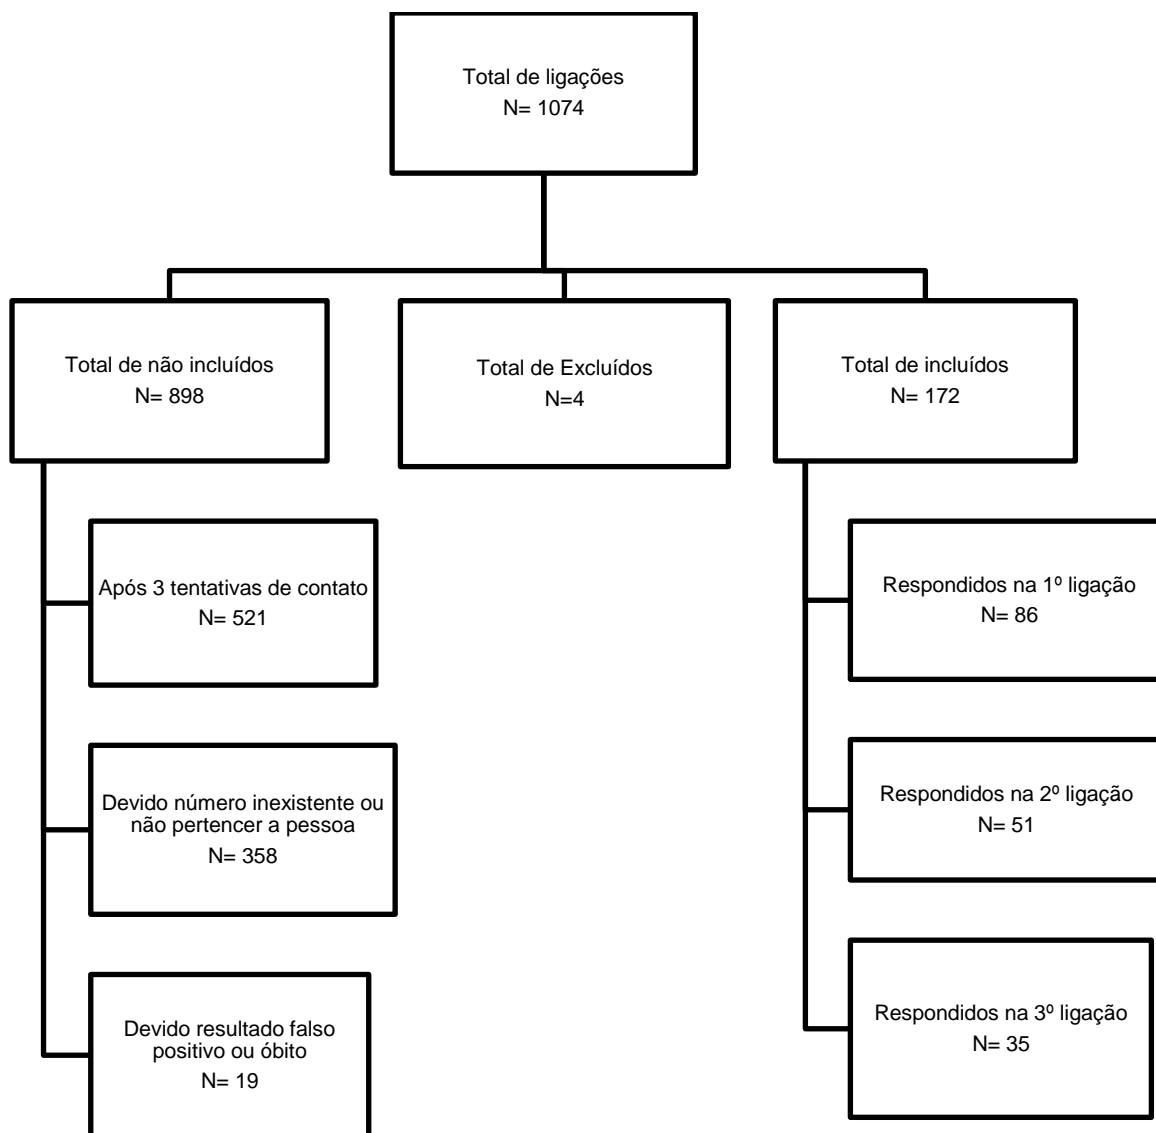 Total de ligações
N= 1074
Total de não incluídos
N= 898
Total de Excluídos
N=4
Total de incluídos
N= 172
Após 3 tentativas de contato
N= 521
Devido número inexistente ou
não pertencer a pessoa
N= 358
Devido resultado falso
positivo ou óbito
N= 19
Respondidos na 1º ligação
N= 86
Respondidos na 2º ligação
N= 51
Respondidos na 3º ligação
N= 35